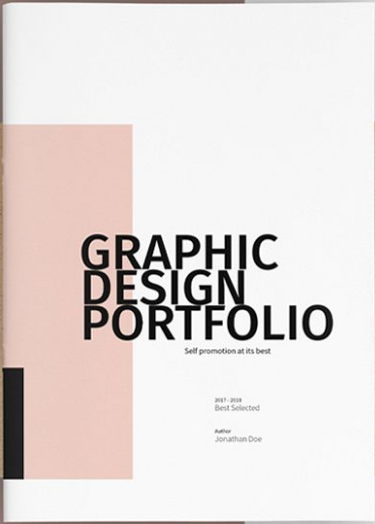 GRAPHIC
DESIGN
PORTFOLIO
Self promotion at its best
2017 - 2018
Best Selected
Author
Jonathan Doe